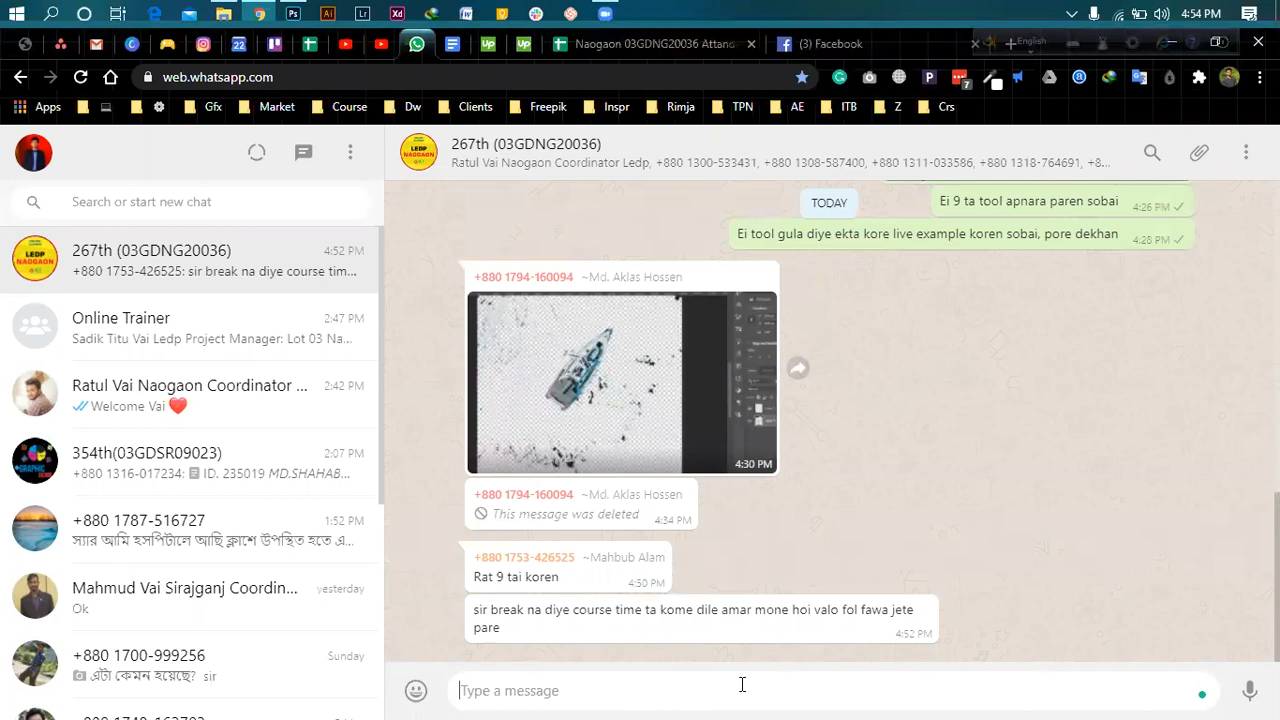 4:54 PM
Naogaon 03GDNG20036 Attand
(3) Facebook
English
web.whatsapp.com
Apps
Gfx
Market
Course
Dw
Clients
Freepik
Inspr
Rimja
TPN
AE
ITB
Z
Crs
267th (03GDNG20036)
Ratul Vai Naogaon Coordinator Ledp, +880 1300-533431, +880 1308-587400, +880 1311-033586, +880 1318-764691, +8...
Search or start new chat
267th (03GDNG20036) 4:52 PM
+880 1753-426525: sir break na diye course tim...
Online Trainer 2:47 PM
Sadik Titu Vai Ledp Project Manager: Lot 03 Na...
Ratul Vai Naogaon Coordinator ... 2:42 PM
Welcome Vai
354th(03GDSR09023) 2:07 PM
+880 1316-017234: ID. 235019 MD.SHAHAB...
+880 1787-516727 1:52 PM
স্যার আমি হসপিটালে আছি ক্লাশে উপস্থিত হতে এ...
Mahmud Vai Sirajganj Coordin... yesterday
Ok
+880 1700-999256 Sunday
এটা কেমন হয়েছে? sir
TODAY
Ei 9 ta tool apnara paren sobai 4:26 PM
Ei tool gula diye ekta kore live example koren sobai, pore dekhan 4:28 PM
+880 1794-160094 ~Md. Aklas Hossen
4:30 PM
+880 1794-160094 ~Md. Aklas Hossen
This message was deleted 4:34 PM
+880 1753-426525 ~Mahbub Alam
Rat 9 tai koren 4:50 PM
sir break na diye course time ta kome dile amar mone hoi valo fol fawa jete
pare 4:52 PM
Type a message